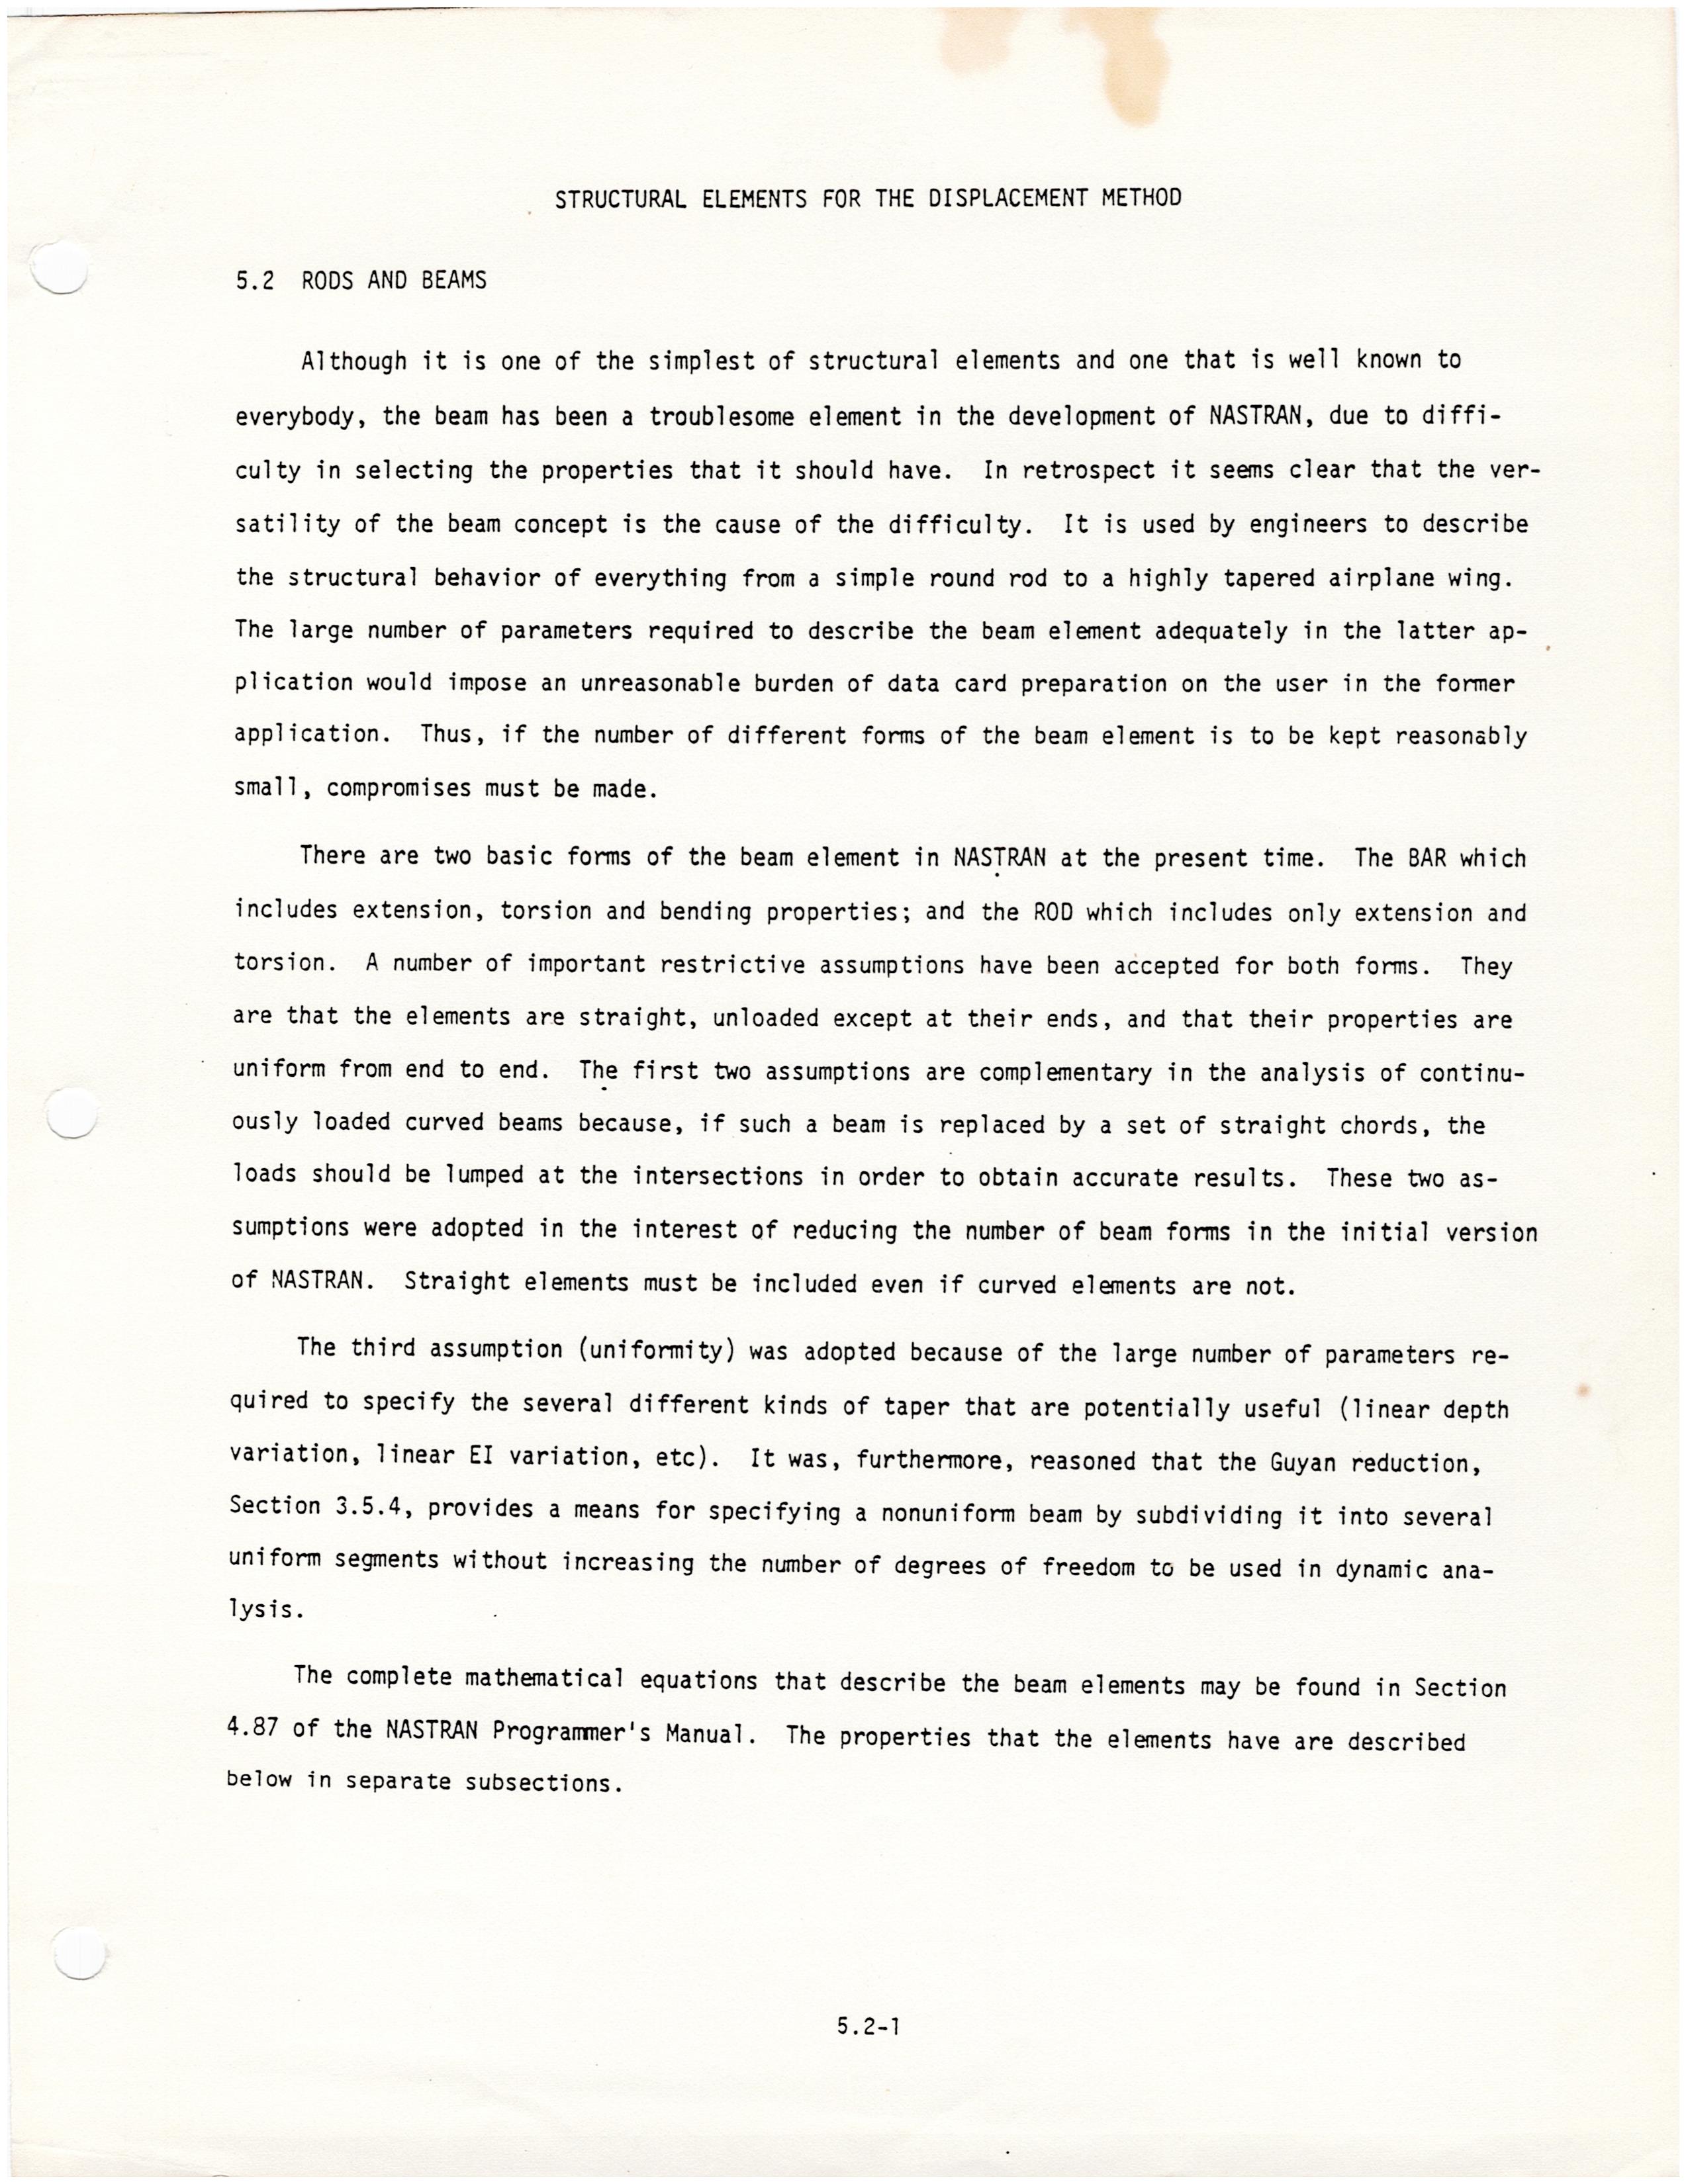 STRUCTURAL ELEMENTS FOR THE DISPLACEMENT METHOD
5.2 RODS AND BEAMS
Although it is one of the simplest of structural elements and one that is well known to
everybody, the beam has been a troublesome element in the development of NASTRAN, due to diffi-
culty in selecting the properties that it should have. In retrospect it seems clear that the ver-
satility of the beam concept is the cause of the difficulty. It is used by engineers to describe
the structural behavior of everything from a simple round rod to a highly tapered airplane wing.
The large number of parameters required to describe the beam element adequately in the latter ap-
plication would impose an unreasonable burden of data card preparation on the user in the former
application. Thus, if the number of different forms of the beam element is to be kept reasonably
small, compromises must be made.
There are two basic forms of the beam element in NASTRAN at the present time. The BAR which
includes extension, torsion and bending properties; and the ROD which includes only extension and
torsion. A number of important restrictive assumptions have been accepted for both forms. They
are that the elements are straight, unloaded except at their ends, and that their properties are
uniform from end to end. The first two assumptions are complementary in the analysis of continu-
ously loaded curved beams because, if such a beam is replaced by a set of straight chords, the
loads should be lumped at the intersections in order to obtain accurate results. These two as-
sumptions were adopted in the interest of reducing the number of beam forms in the initial version
of NASTRAN. Straight elements must be included even if curved elements are not.
The third assumption (uniformity) was adopted because of the large number of parameters re-
quired to specify the several different kinds of taper that are potentially useful (linear depth
variation, linear EI variation, etc). It was, furthermore, reasoned that the Guyan reduction,
Section 3.5.4, provides a means for specifying a nonuniform beam by subdividing it into several
uniform segments without increasing the number of degrees of freedom to be used in dynamic ana-
lysis.
The complete mathematical equations that describe the beam elements may be found in Section
4.87 of the NASTRAN Programmer's Manual. The properties that the elements have are described
below in separate subsections.
5.2-1